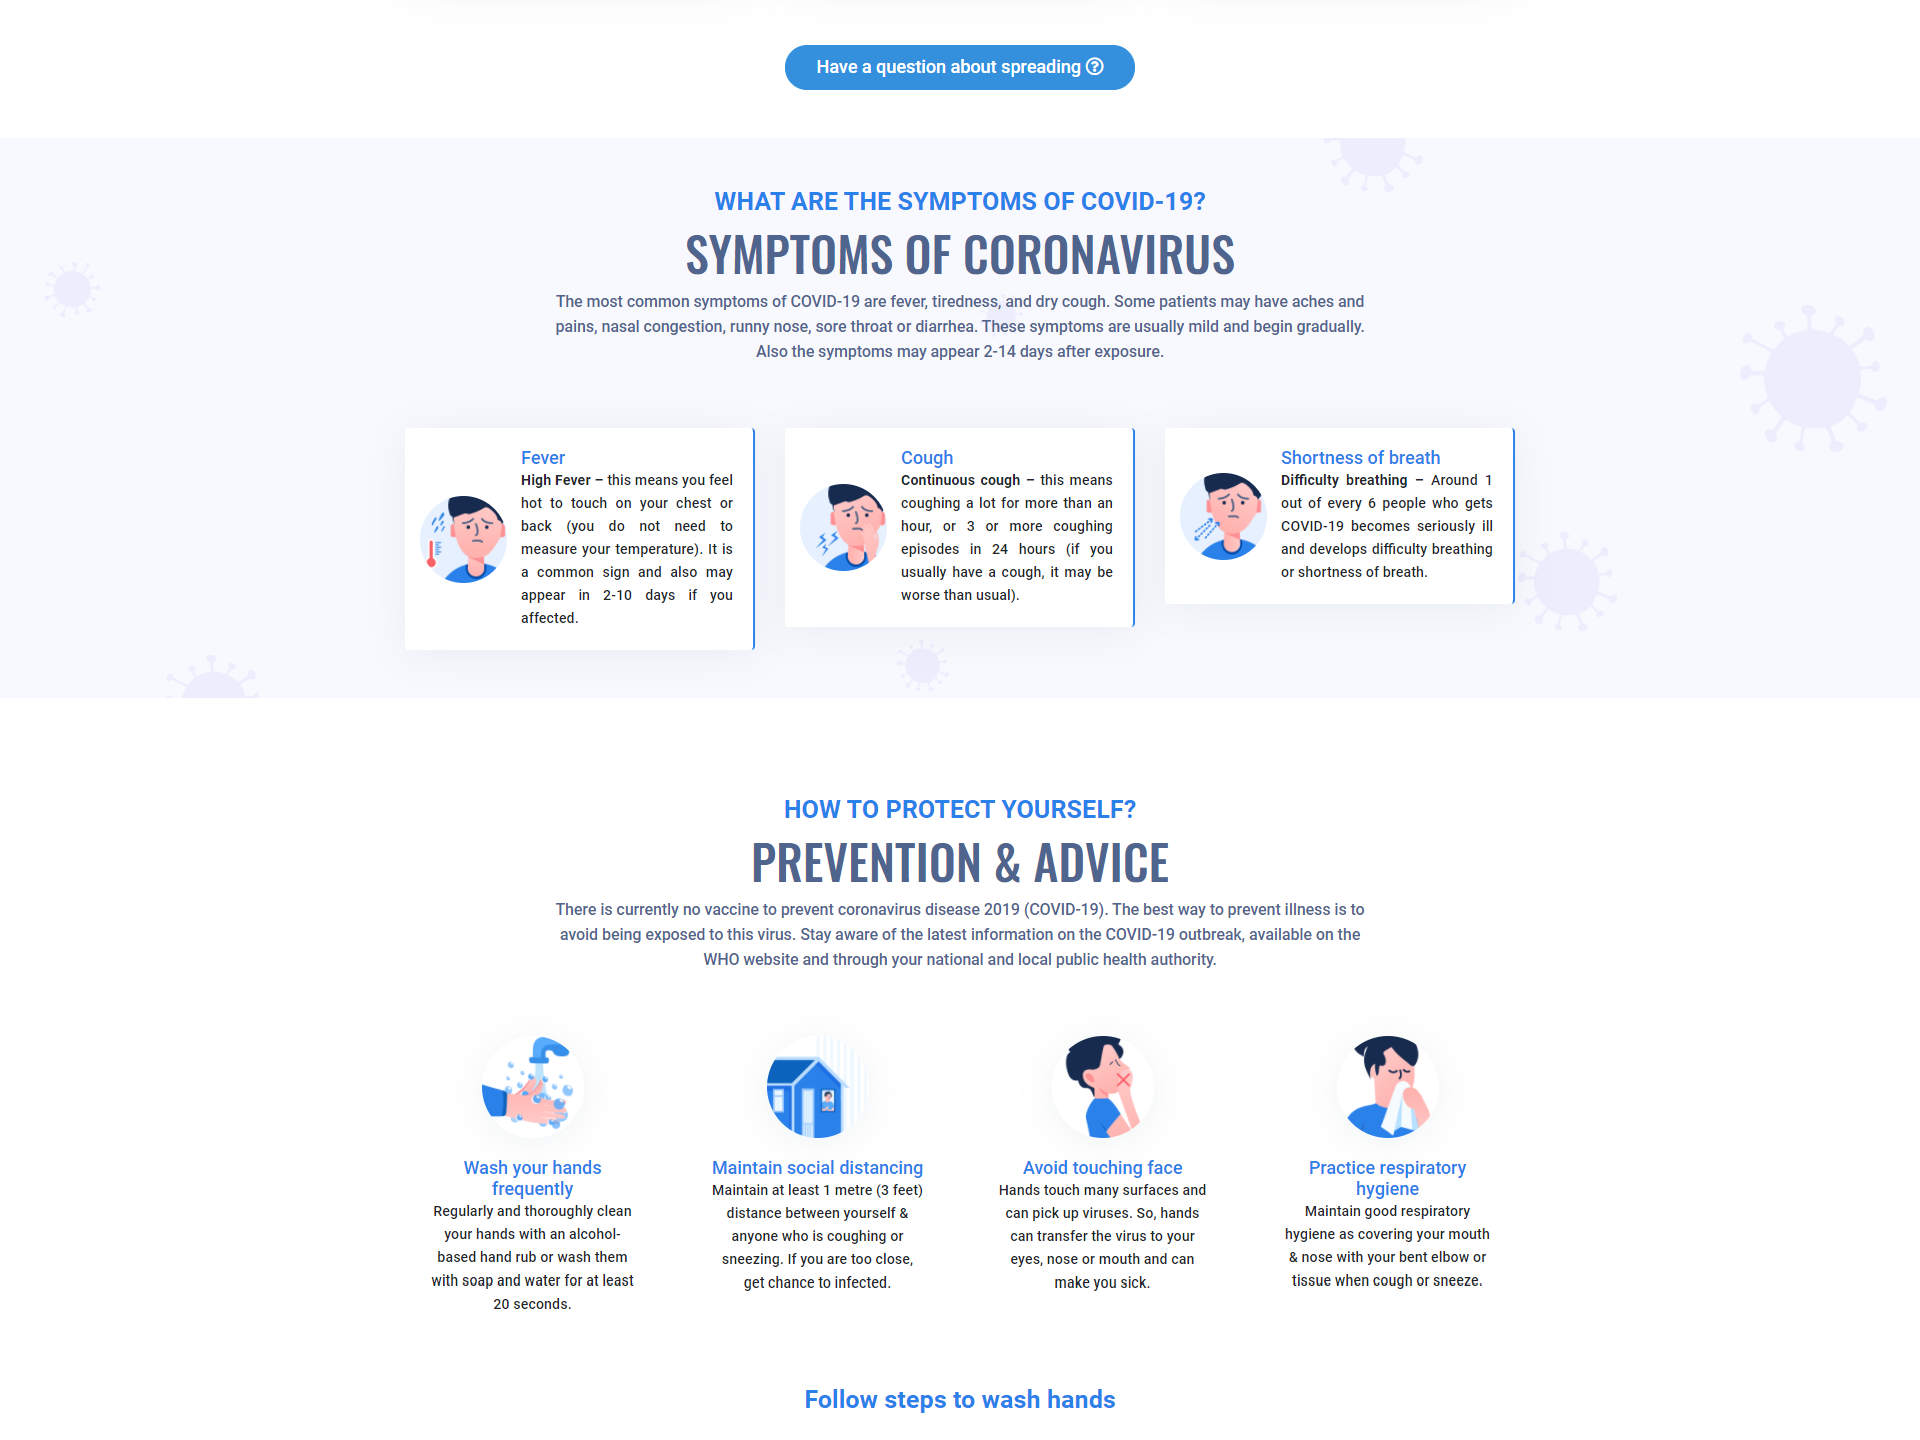 Have a question about spreading
WHAT ARE THE SYMPTOMS OF COVID-19?
SYMPTOMS OF CORONAVIRUS
The most common symptoms of COVID-19 are fever, tiredness, and dry cough. Some patients may have aches and
pains, nasal congestion, runny nose, sore throat or diarrhea. These symptoms are usually mild and begin gradually.
Also the symptoms may appear 2-14 days after exposure.
Fever
High Fever – this means you feel
hot to touch on your chest or
back (you do not need to
measure your temperature). It is
a common sign and also may
appear in 2-10 days if you
affected.
Cough
Continuous cough – this means
coughing a lot for more than an
hour, or 3 or more coughing
episodes in 24 hours (if you
usually have a cough, it may be
worse than usual).
Shortness of breath
Difficulty breathing – Around 1
out of every 6 people who gets
COVID-19 becomes seriously ill
and develops difficulty breathing
or shortness of breath.
HOW TO PROTECT YOURSELF?
PREVENTION & ADVICE
There is currently no vaccine to prevent coronavirus disease 2019 (COVID-19). The best way to prevent illness is to
avoid being exposed to this virus. Stay aware of the latest information on the COVID-19 outbreak, available on the
WHO website and through your national and local public health authority.
Wash your hands
frequently
Regularly and thoroughly clean
your hands with an alcohol-
based hand rub or wash them
with soap and water for at least
20 seconds.
Maintain social distancing
Maintain at least 1 metre (3 feet)
distance between yourself &
anyone who is coughing or
sneezing. If you are too close,
get chance to infected.
Avoid touching face
Hands touch many surfaces and
can pick up viruses. So, hands
can transfer the virus to your
eyes, nose or mouth and can
make you sick.
Practice respiratory
hygiene
Maintain good respiratory
hygiene as covering your mouth
& nose with your bent elbow or
tissue when cough or sneeze.
Follow steps to wash hands